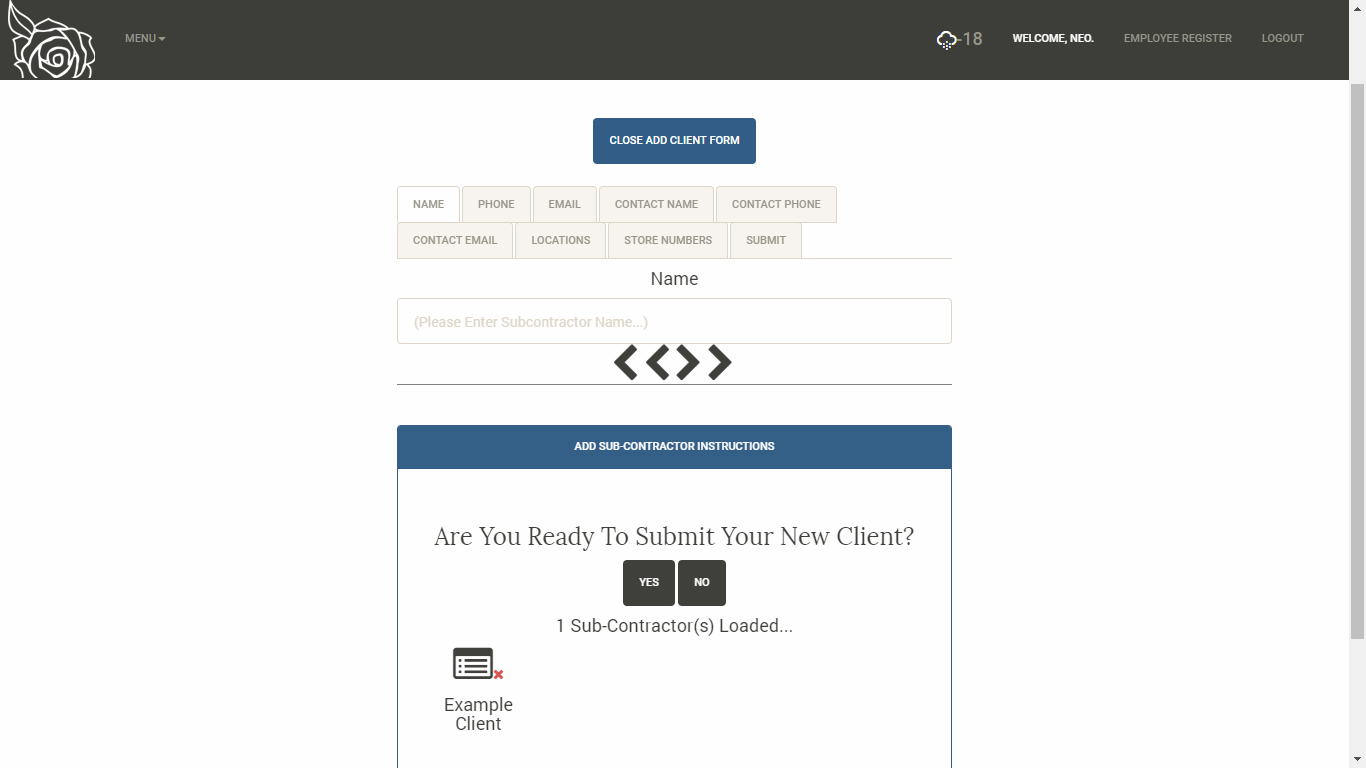 MENU
-18
WELCOME, NEO.
EMPLOYEE REGISTER
LOGOUT
CLOSE ADD CLIENT FORM
NAME
PHONE
EMAIL
CONTACT NAME
CONTACT PHONE
CONTACT EMAIL
LOCATIONS
STORE NUMBERS
SUBMIT
Name
(Please Enter Subcontractor Name...)
ADD SUB-CONTRACTOR INSTRUCTIONS
Are You Ready To Submit Your New Client?
YES
NO
1 Sub-Contractor(s) Loaded...
Example
Client